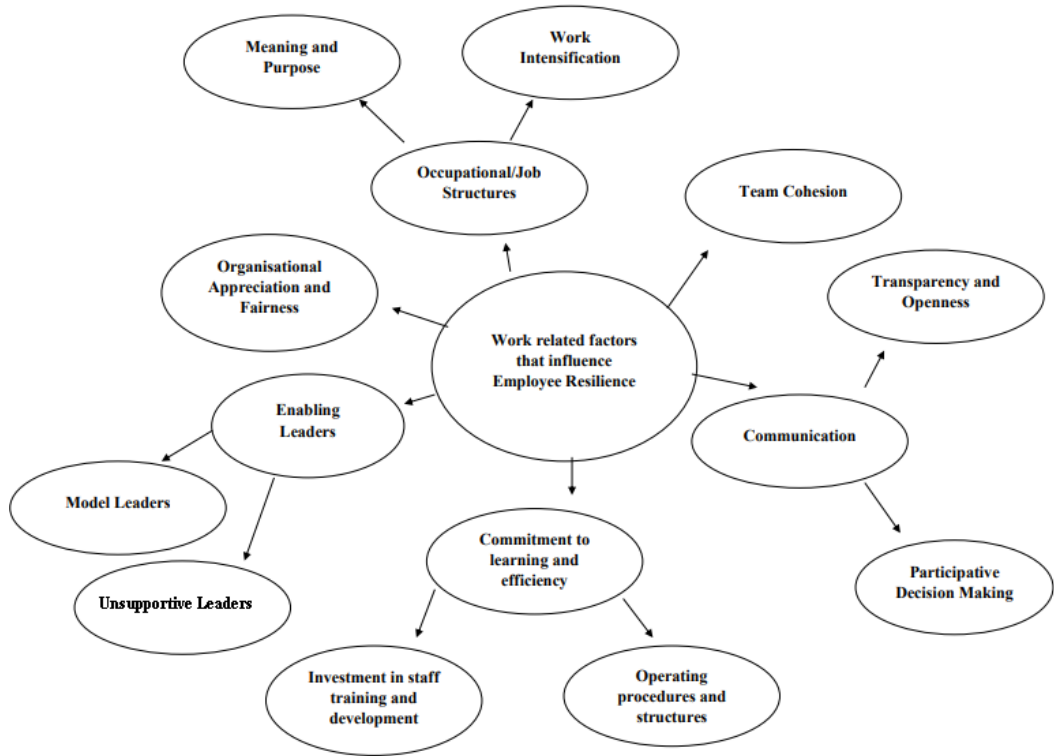 Meaning and
Purpose
Work
Intensification
Occupational/Job
Structures
Team Cohesion
Organisational
Appreciation and
Fairness
Transparency and
Openness
Work related factors
that influence
Employee Resilience
Enabling
Leaders
Communication
Model Leaders
Commitment to
learning and
efficiency
Participative
Decision Making
Unsupportive Leaders
Investment in staff
training and
development
Operating
procedures and
structures